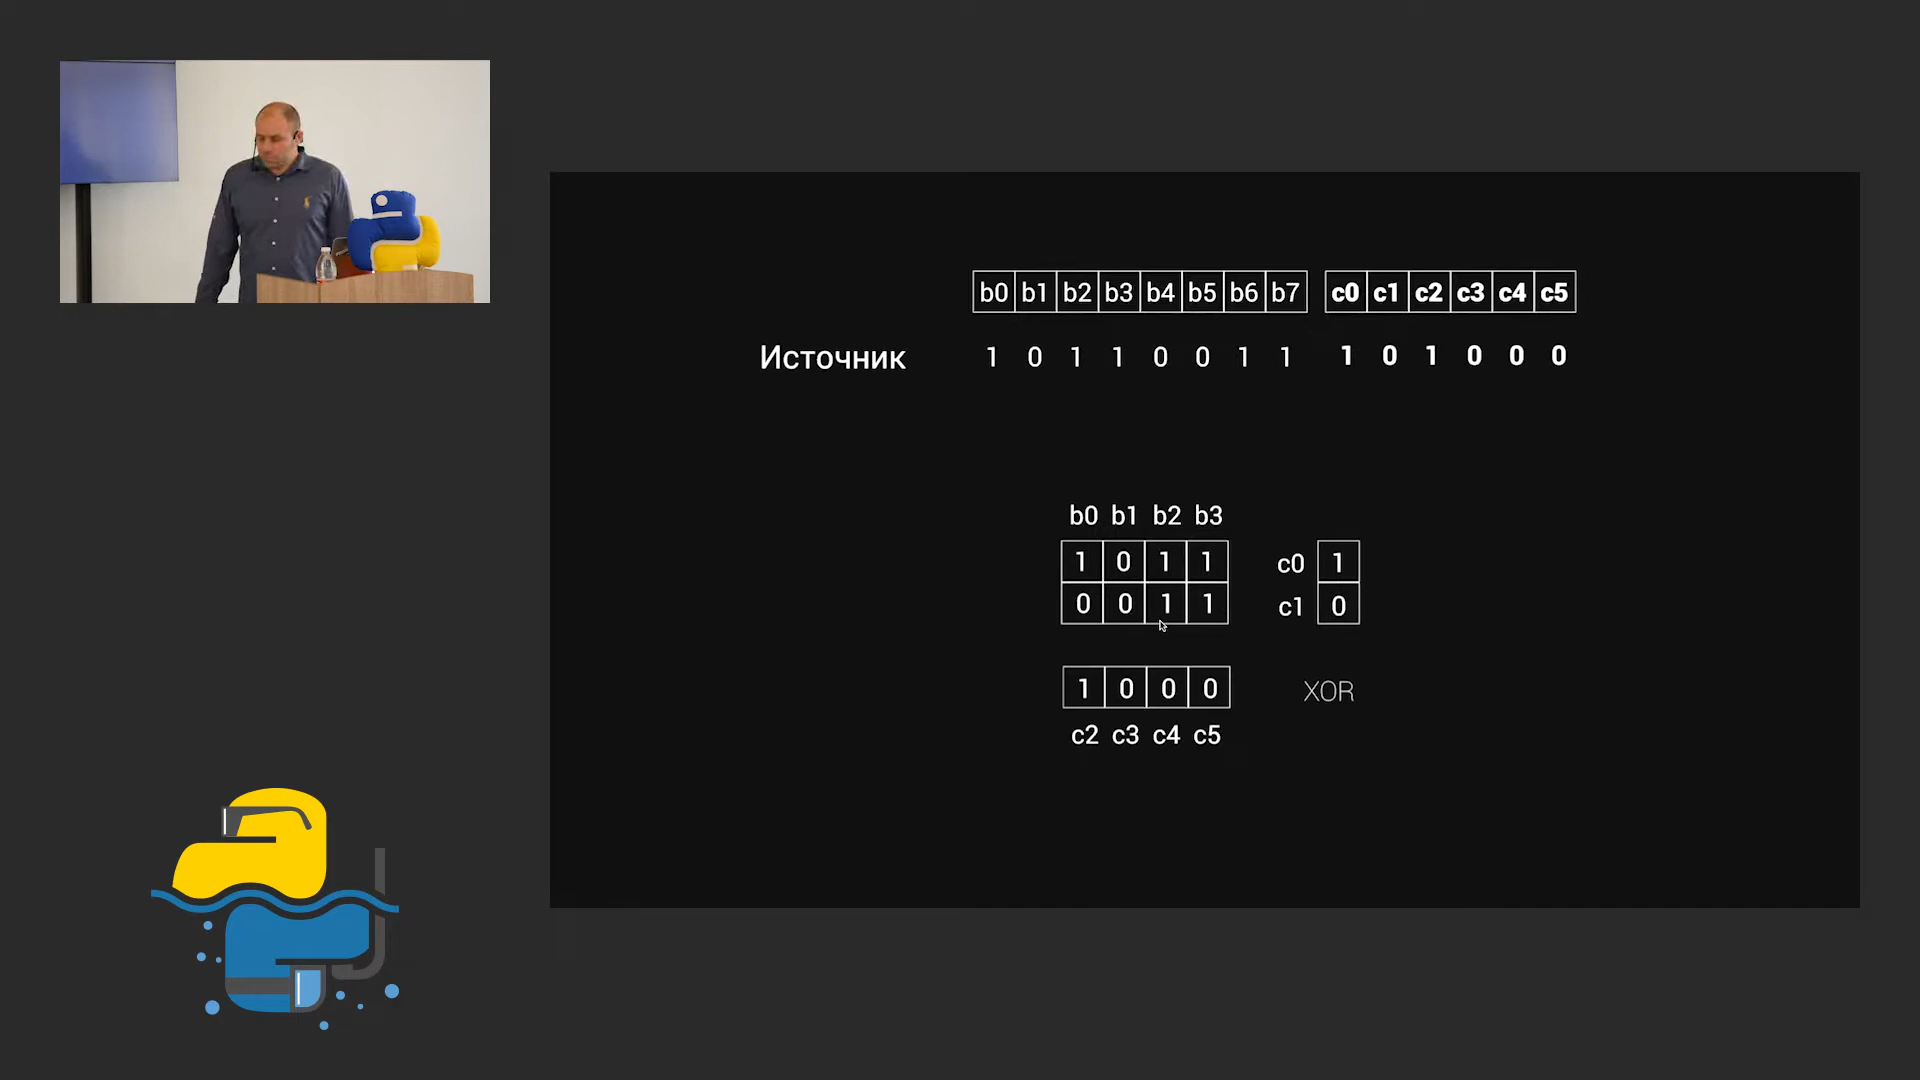 b0 b1 b2 b3 b4 b5 b6 b7 c0 c1 c2 c3 c4 c5
Источник 1 0 1 1 0 0 1 1 1 0 1 0 0 0
b0 b1 b2 b3
1 0 1 1 c0 1
0 0 1 1 c1 0
1 0 0 0 XOR
c2 c3 c4 c5